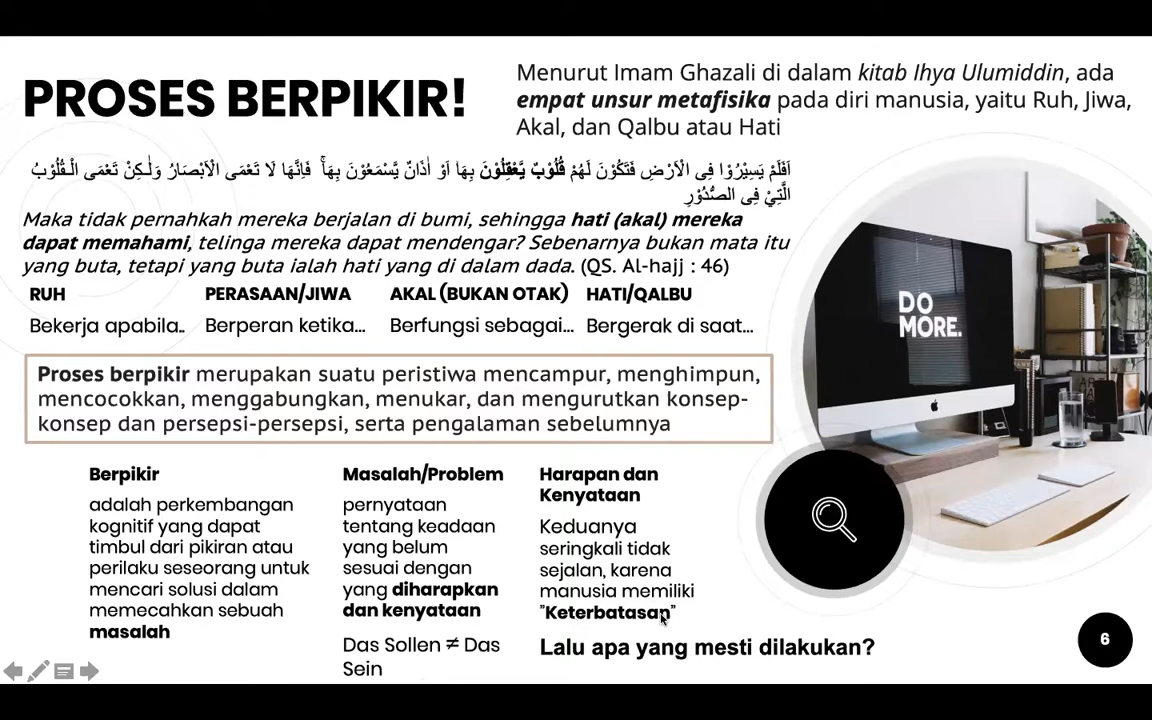 PROSES BERPIKIR!
Menurut Imam Ghazali di dalam kitab Ihya Ulumiddin, ada
empat unsur metafisika pada diri manusia, yaitu Ruh, Jiwa,
Akal, dan Qalbu atau Hati
اَفَلَمْ يَسِيْرُوْا فِى الْاَرْضِ فَتَكُوْنَ لَهُمْ قُلُوْبٌ يَّعْقِلُوْنَ بِهَآ اَوْ اٰذَانٌ يَّسْمَعُوْنَ بِهَاۚ فَاِنَّهَا لَا تَعْمَى الْاَبْصَارُ وَلٰكِنْ تَعْمَى الْقُلُوْبُ
الَّتِيْ فِى الصُّدُوْرِ
Maka tidak pernahkah mereka berjalan di bumi, sehingga hati (akal) mereka
dapat memahami, telinga mereka dapat mendengar? Sebenarnya bukan mata itu
yang buta, tetapi yang buta ialah hati yang di dalam dada. (QS. Al-hajj : 46)
RUH
Bekerja apabila..
PERASAAN/JIWA
Berperan ketika...
AKAL (BUKAN OTAK)
Berfungsi sebagai...
HATI/QALBU
Bergerak di saat...
Proses berpikir merupakan suatu peristiwa mencampur, menghimpun,
mencocokkan, menggabungkan, menukar, dan mengurutkan konsep-
konsep dan persepsi-persepsi, serta pengalaman sebelumnya
Berpikir
adalah perkembangan
kognitif yang dapat
timbul dari pikiran atau
perilaku seseorang untuk
mencari solusi dalam
memecahkan sebuah
masalah
Masalah/Problem
pernyataan
tentang keadaan
yang belum
sesuai dengan
yang diharapkan
dan kenyataan
Das Sollen ≠ Das
Sein
Harapan dan
Kenyataan
Keduanya
seringkali tidak
sejalan, karena
manusia memiliki
"Keterbatasan"
Lalu apa yang mesti dilakukan?
DO
MORE.
6